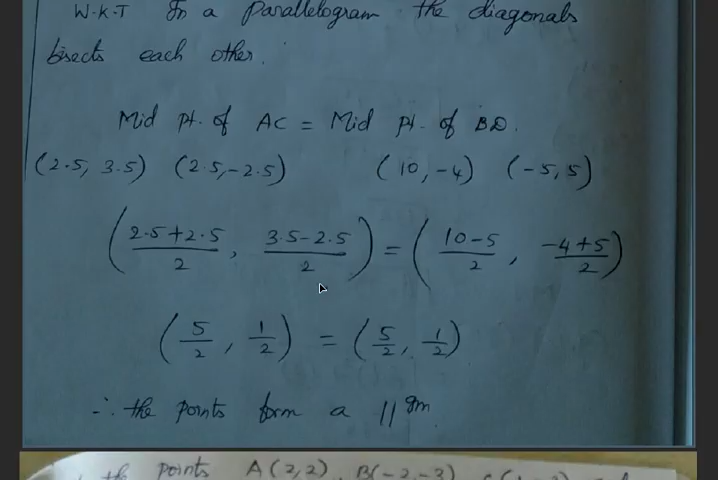 W.K.T In a parallelogram the diagonals
bisects each other.
Mid pt. of AC = Mid pt. of BD.
(2.5, 3.5) (2.5,-2.5) (10,-4) (-5,5)
(2.5+2.5/2, 3.5-2.5/2) = (10-5/2, -4+5/2)
(5/2, 1/2) = (5/2, 1/2)
∴ the points form a ||gm
the points A(2,2), B(-2,-3)